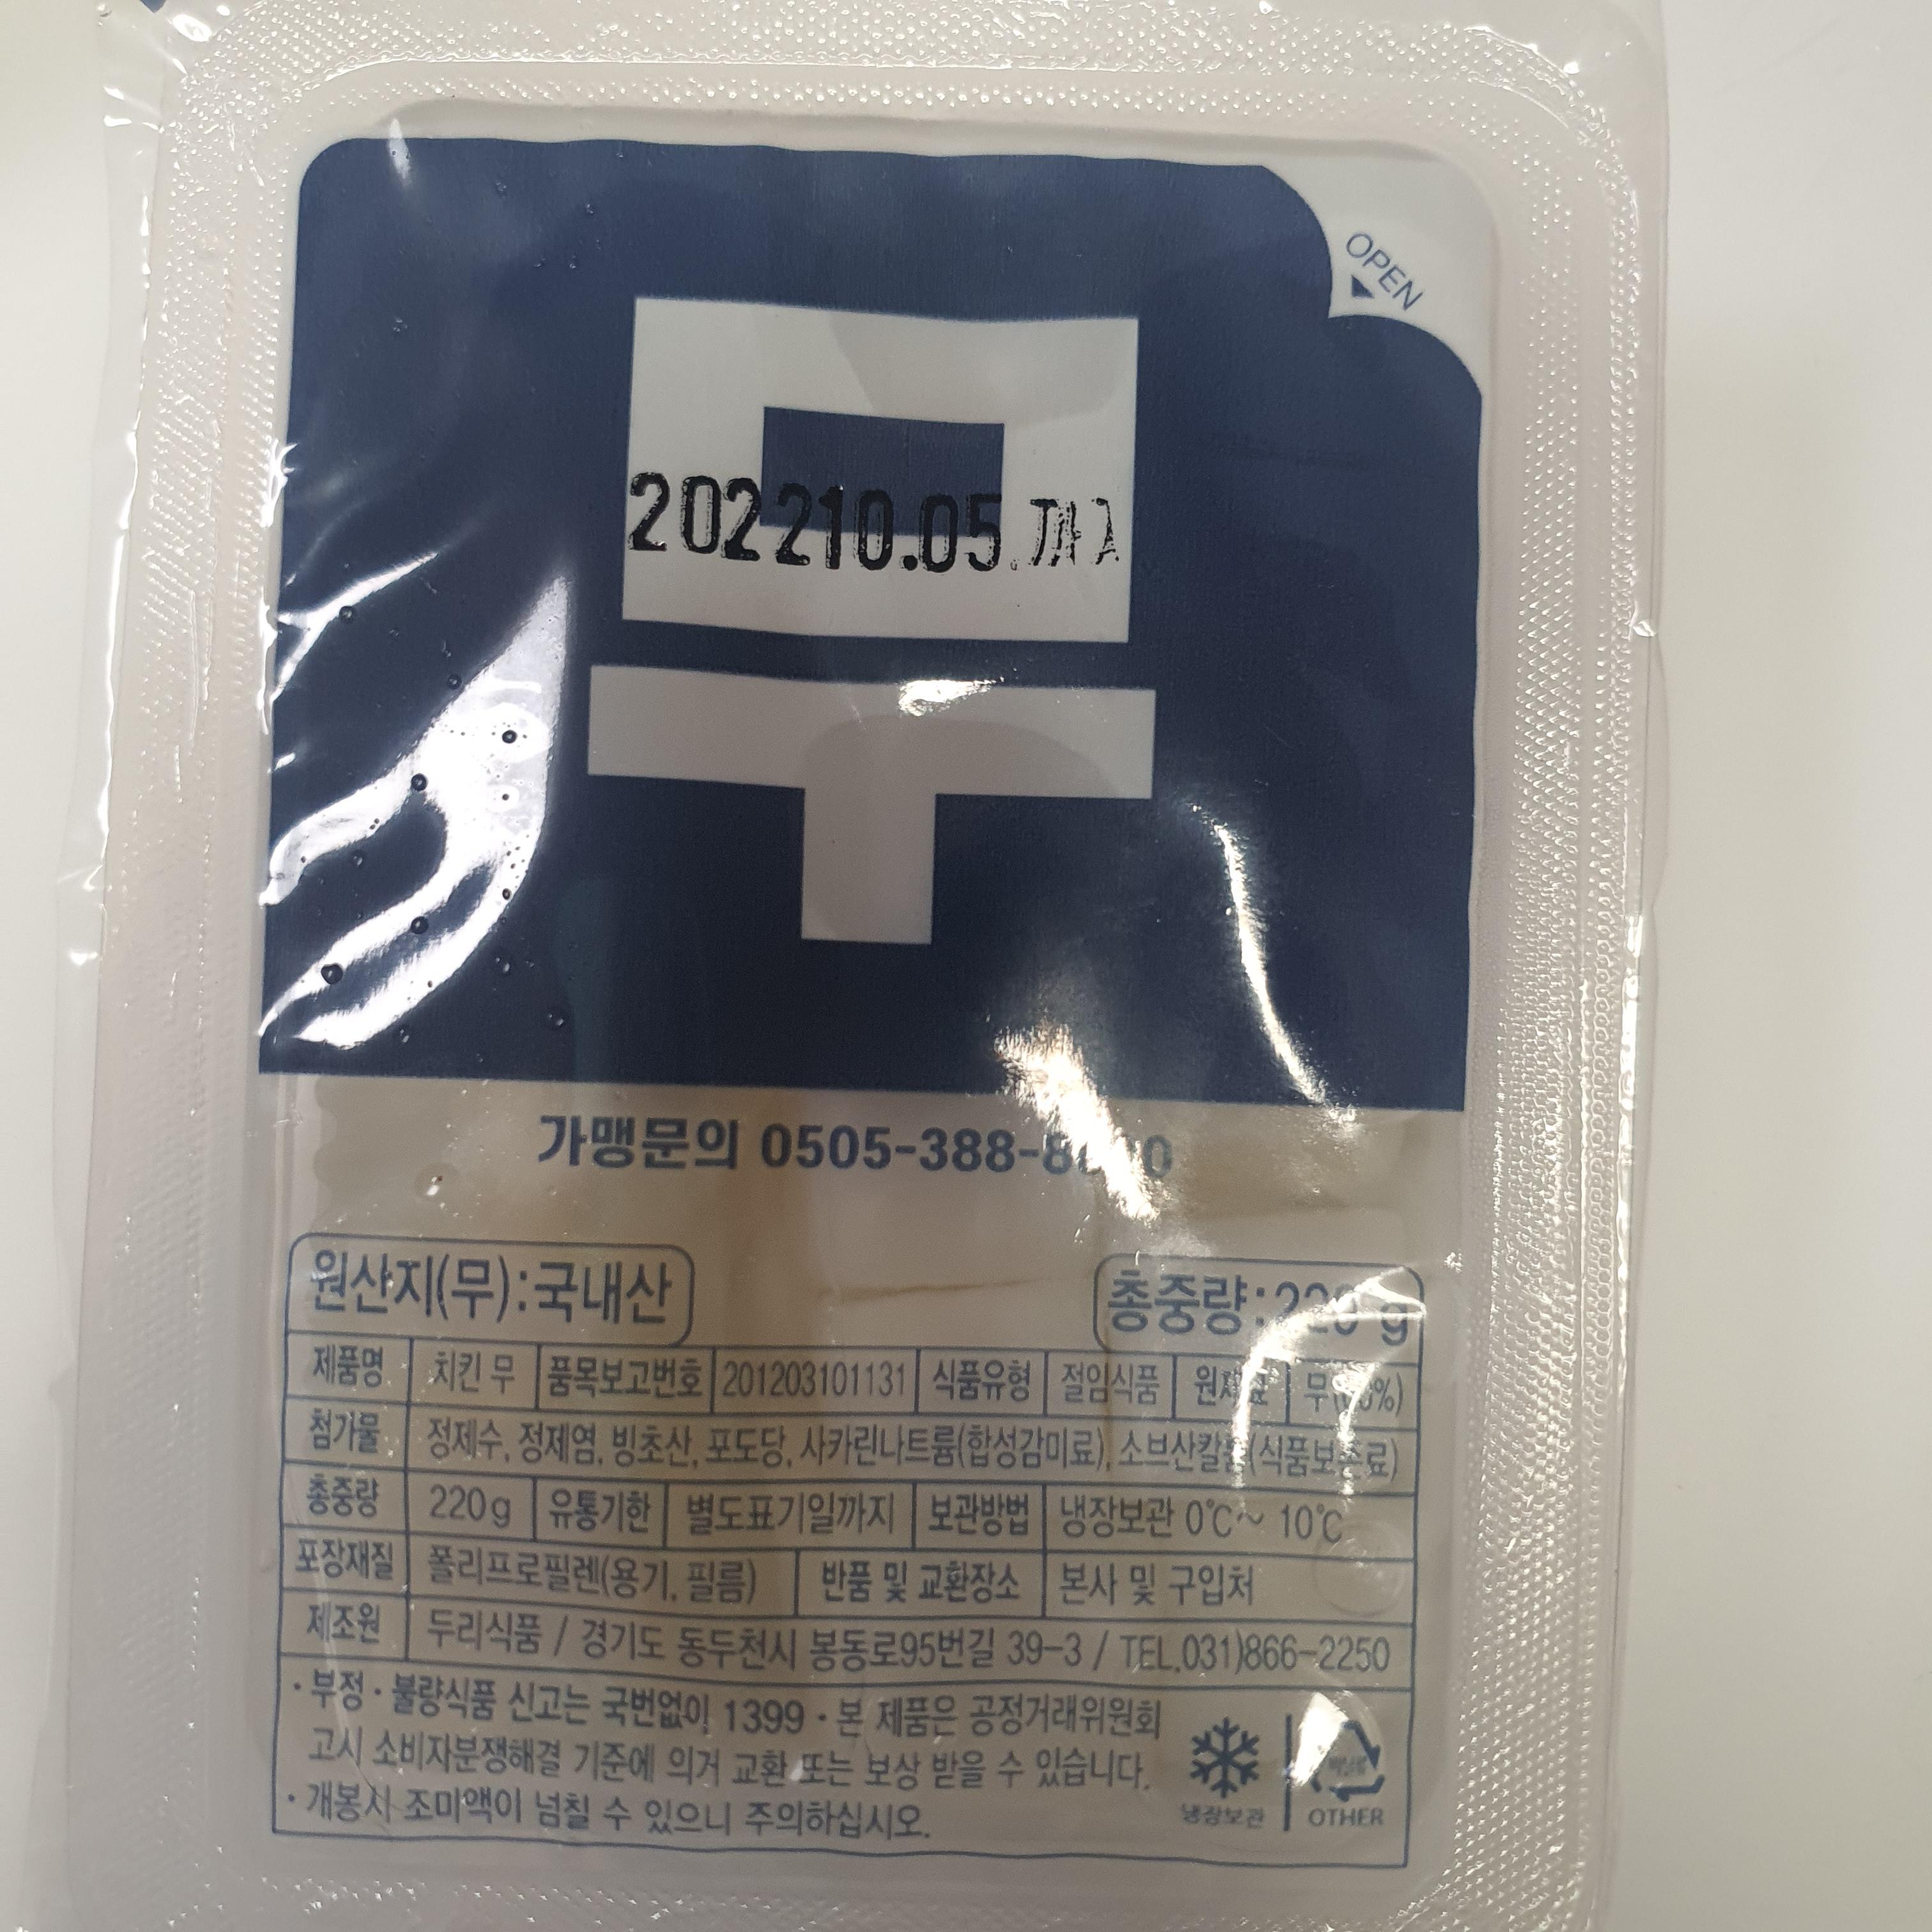 OPEN
무
202210.05.까지
가맹문의 0505-388-
원산지(무):국내산
총중량:220 g
제품명 치킨 무 품목보고번호 201203101131 식품유형 절임식품 원재료
첨가물 정제수, 정제염, 빙초산, 포도당, 사카린나트륨(합성감미료), 소브산칼륨(식품보존료)
총중량 220g 유통기한 별도표기일까지 보관방법 냉장보관 0℃~ 10℃
포장재질 폴리프로필렌(용기, 필름) 반품 및 교환장소 본사 및 구입처
제조원 두리식품 / 경기도 동두천시 봉동로95번길 39-3 / TEL.031)866-2250
· 부정 · 불량식품 신고는 국번없이 1399 · 본 제품은 공정거래위원회
고시 소비자분쟁해결 기준에 의거 교환 또는 보상 받을 수 있습니다.
· 개봉시 조미액이 넘칠 수 있으니 주의하십시오.
냉장보관
OTHER